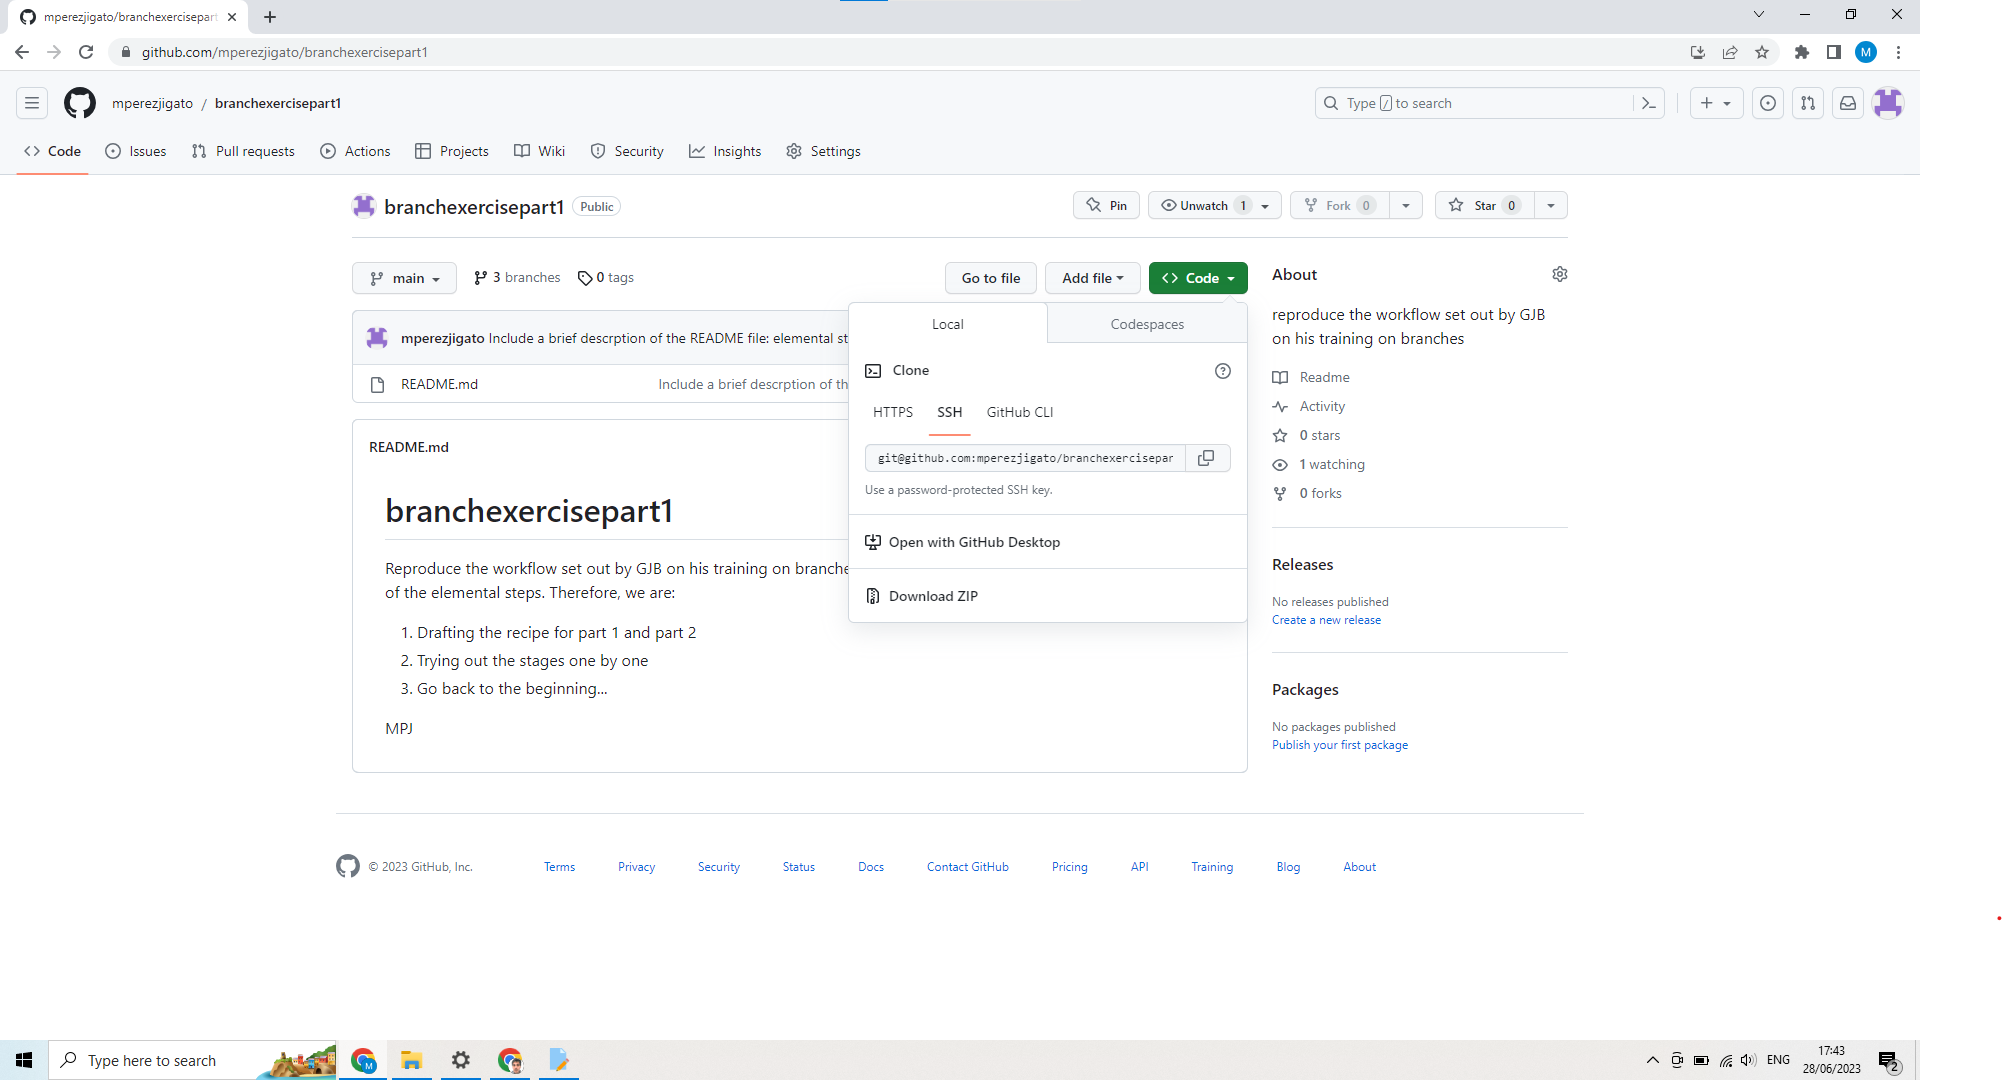 mperezjigato/branchexercisepart
github.com/mperezjigato/branchexercisepart1
M
mperezjigato / branchexercisepart1
Type / to search
Code Issues Pull requests Actions Projects Wiki Security Insights Settings
branchexercisepart1 Public
Pin Unwatch 1 Fork 0 Star 0
main 3 branches 0 tags
Go to file Add file Code
About
reproduce the workflow set out by GJB
on his training on branches
Readme
Activity
0 stars
1 watching
0 forks
Releases
No releases published
Create a new release
Packages
No packages published
Publish your first package
mperezjigato Include a brief descrption of the README file: elemental st
README.md Include a brief descrption of th
Local Codespaces
Clone
HTTPS SSH GitHub CLI
git@github.com:mperezjigato/branchexercisepar
Use a password-protected SSH key.
Open with GitHub Desktop
Download ZIP
README.md
branchexercisepart1
Reproduce the workflow set out by GJB on his training on branche
of the elemental steps. Therefore, we are:
1. Drafting the recipe for part 1 and part 2
2. Trying out the stages one by one
3. Go back to the beginning...
MPJ
© 2023 GitHub, Inc. Terms Privacy Security Status Docs Contact GitHub Pricing API Training Blog About
Type here to search
M
ENG
17:43
28/06/2023
2